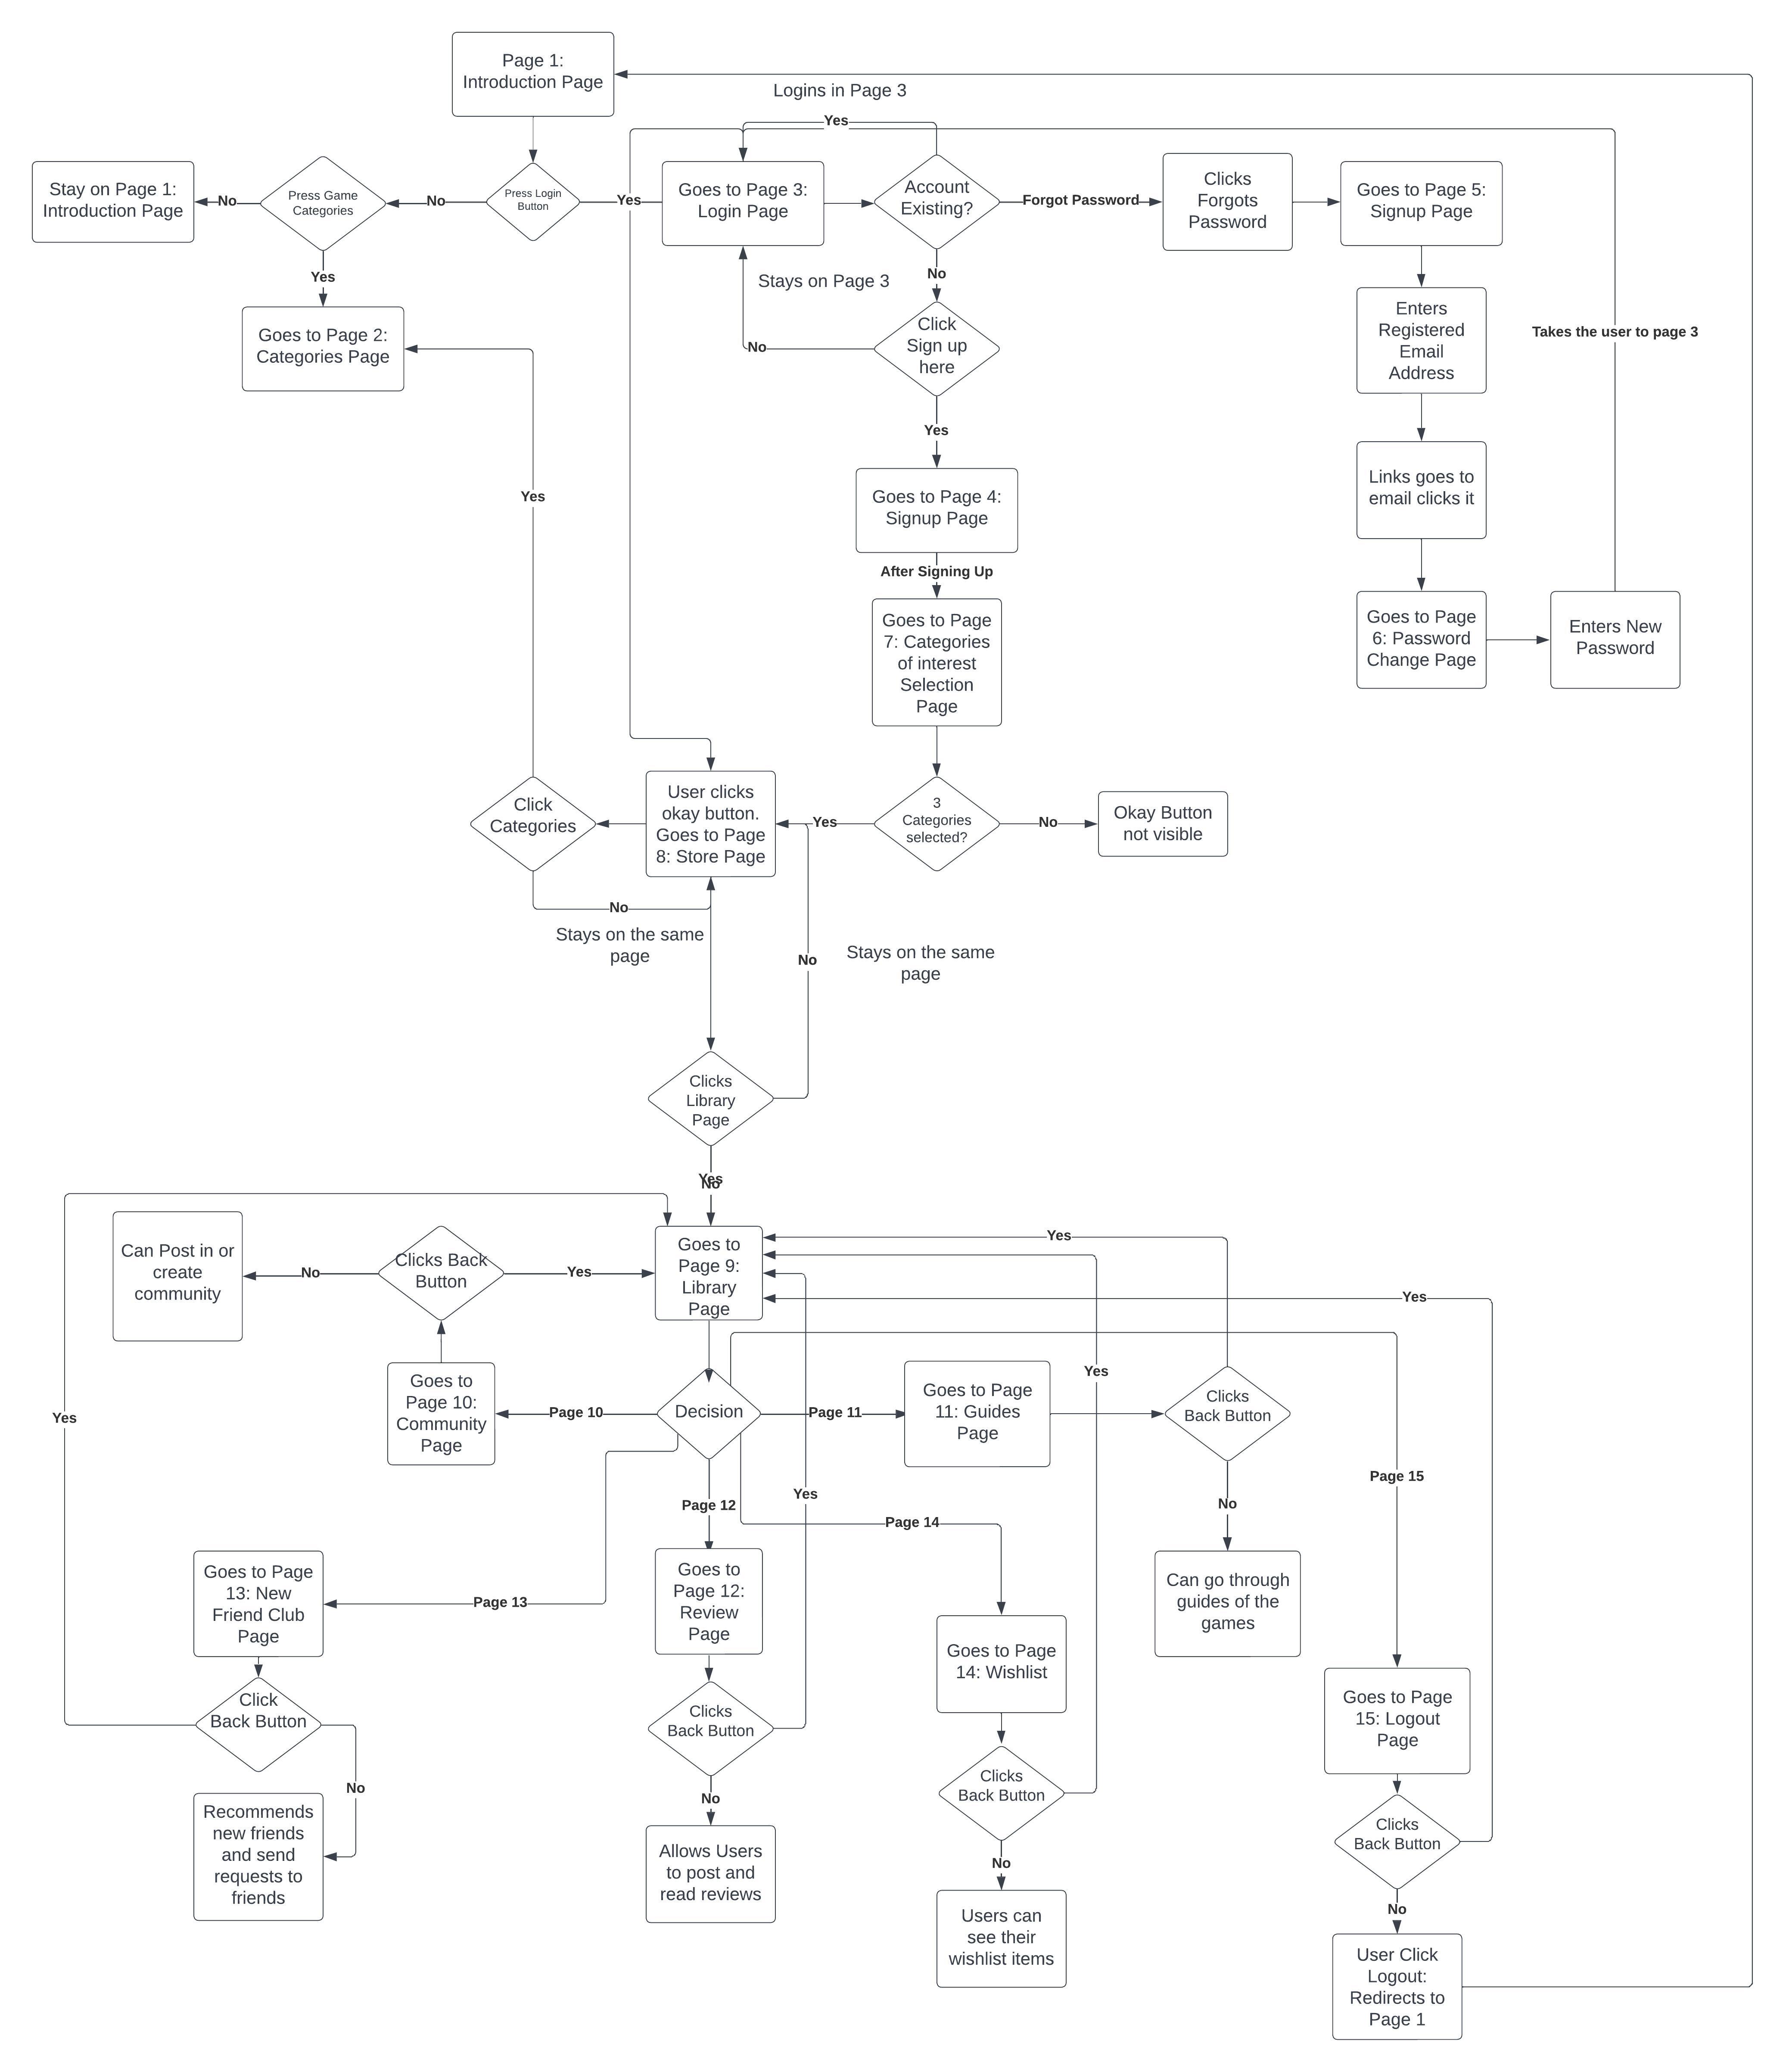 Page 1:
Introduction Page
Logins in Page 3
Yes
Stay on Page 1:
Introduction Page
No
Press Game
Categories
No
Press Login
Button
Yes
Goes to Page 3:
Login Page
Account
Existing?
Forgot Password
Clicks
Forgots
Password
Goes to Page 5:
Signup Page
Yes
Stays on Page 3
No
Goes to Page 2:
Categories Page
No
Click
Sign up
here
Enters
Registered
Email
Address
Takes the user to page 3
Yes
Yes
Goes to Page 4:
Signup Page
Links goes to
email clicks it
After Signing Up
Goes to Page
7: Categories
of interest
Selection
Page
Goes to Page
6: Password
Change Page
Enters New
Password
Click
Categories
User clicks
okay button.
Goes to Page
8: Store Page
Yes
3
Categories
selected?
No
Okay Button
not visible
No
Stays on the same
page
No
Stays on the same
page
Clicks
Library
Page
Yes
No
Can Post in or
create
community
No
Clicks Back
Button
Yes
Goes to
Page 9:
Library
Page
Yes
Yes
Yes
Goes to
Page 10:
Community
Page
Page 10
Decision
Page 11
Goes to Page
11: Guides
Page
Clicks
Back Button
Yes
Page 15
Yes
Page 12
Page 14
No
Goes to Page
13: New
Friend Club
Page
Page 13
Goes to
Page 12:
Review
Page
Can go through
guides of the
games
Goes to Page
14: Wishlist
Goes to Page
15: Logout
Page
Click
Back Button
Clicks
Back Button
No
No
Clicks
Back Button
Clicks
Back Button
Recommends
new friends
and send
requests to
friends
Allows Users
to post and
read reviews
No
No
Users can
see their
wishlist items
User Click
Logout:
Redirects to
Page 1